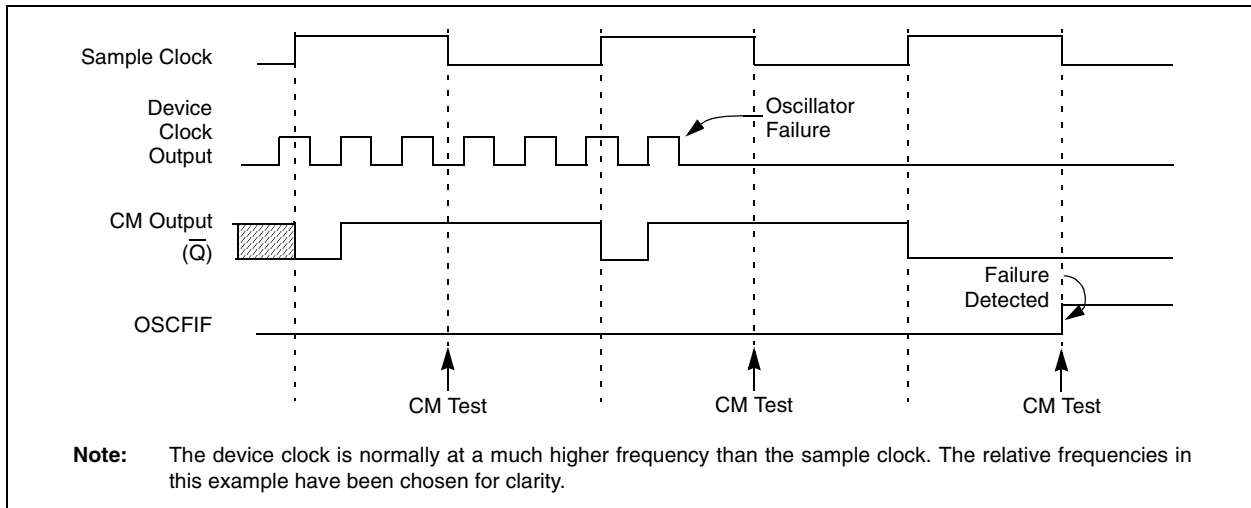 Sample Clock
Device
Clock
Output
Oscillator
Failure
CM Output
(Q̅)
Failure
Detected
OSCFIF
CM Test
CM Test
CM Test
Note: The device clock is normally at a much higher frequency than the sample clock. The relative frequencies in
this example have been chosen for clarity.